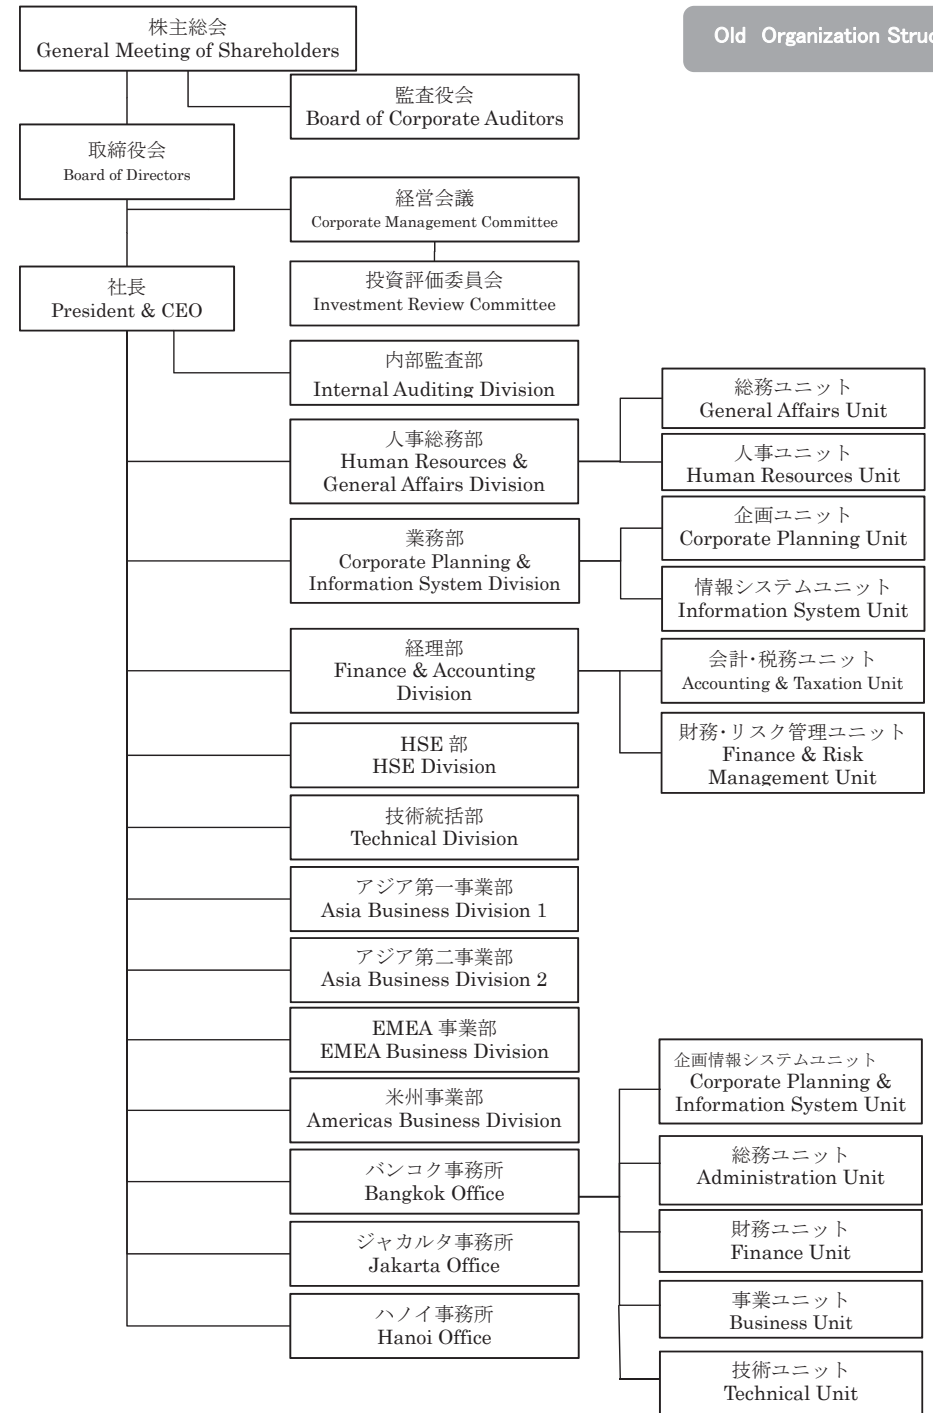 株主総会
General Meeting of Shareholders
Old Organization Struc
監査役会
Board of Corporate Auditors
取締役会
Board of Directors
経営会議
Corporate Management Committee
投資評価委員会
Investment Review Committee
社長
President & CEO
内部監査部
Internal Auditing Division
人事総務部
Human Resources &
General Affairs Division
総務ユニット
General Affairs Unit
人事ユニット
Human Resources Unit
業務部
Corporate Planning &
Information System Division
企画ユニット
Corporate Planning Unit
情報システムユニット
Information System Unit
経理部
Finance & Accounting
Division
会計・税務ユニット
Accounting & Taxation Unit
財務・リスク管理ユニット
Finance & Risk
Management Unit
HSE 部
HSE Division
技術統括部
Technical Division
アジア第一事業部
Asia Business Division 1
アジア第二事業部
Asia Business Division 2
EMEA 事業部
EMEA Business Division
米州事業部
Americas Business Division
バンコク事務所
Bangkok Office
企画情報システムユニット
Corporate Planning &
Information System Unit
総務ユニット
Administration Unit
財務ユニット
Finance Unit
事業ユニット
Business Unit
技術ユニット
Technical Unit
ジャカルタ事務所
Jakarta Office
ハノイ事務所
Hanoi Office